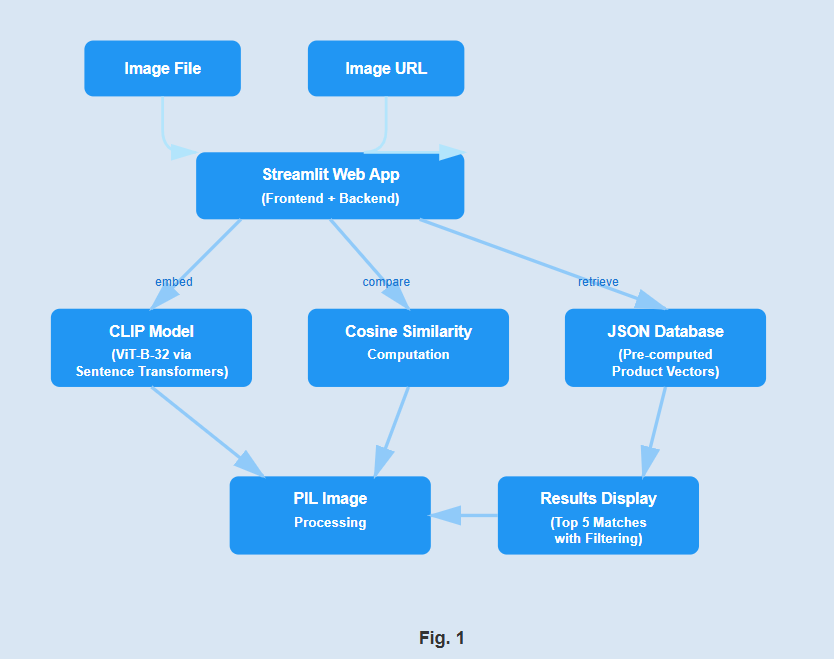 Image File
Image URL
Streamlit Web App
(Frontend + Backend)
embed
compare
retrieve
CLIP Model
(ViT-B-32 via
Sentence Transformers)
Cosine Similarity
Computation
JSON Database
(Pre-computed
Product Vectors)
PIL Image
Processing
Results Display
(Top 5 Matches
with Filtering)
Fig. 1